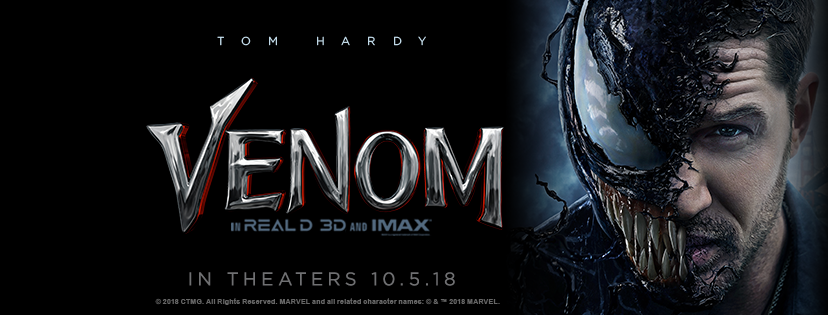 TOM HARDY
VENOM
IN REAL D 3D AND IMAX
IN THEATERS 10.5.18
© 2018 CTMG. All Rights Reserved. MARVEL and all related character names: © & ™ 2018 MARVEL.